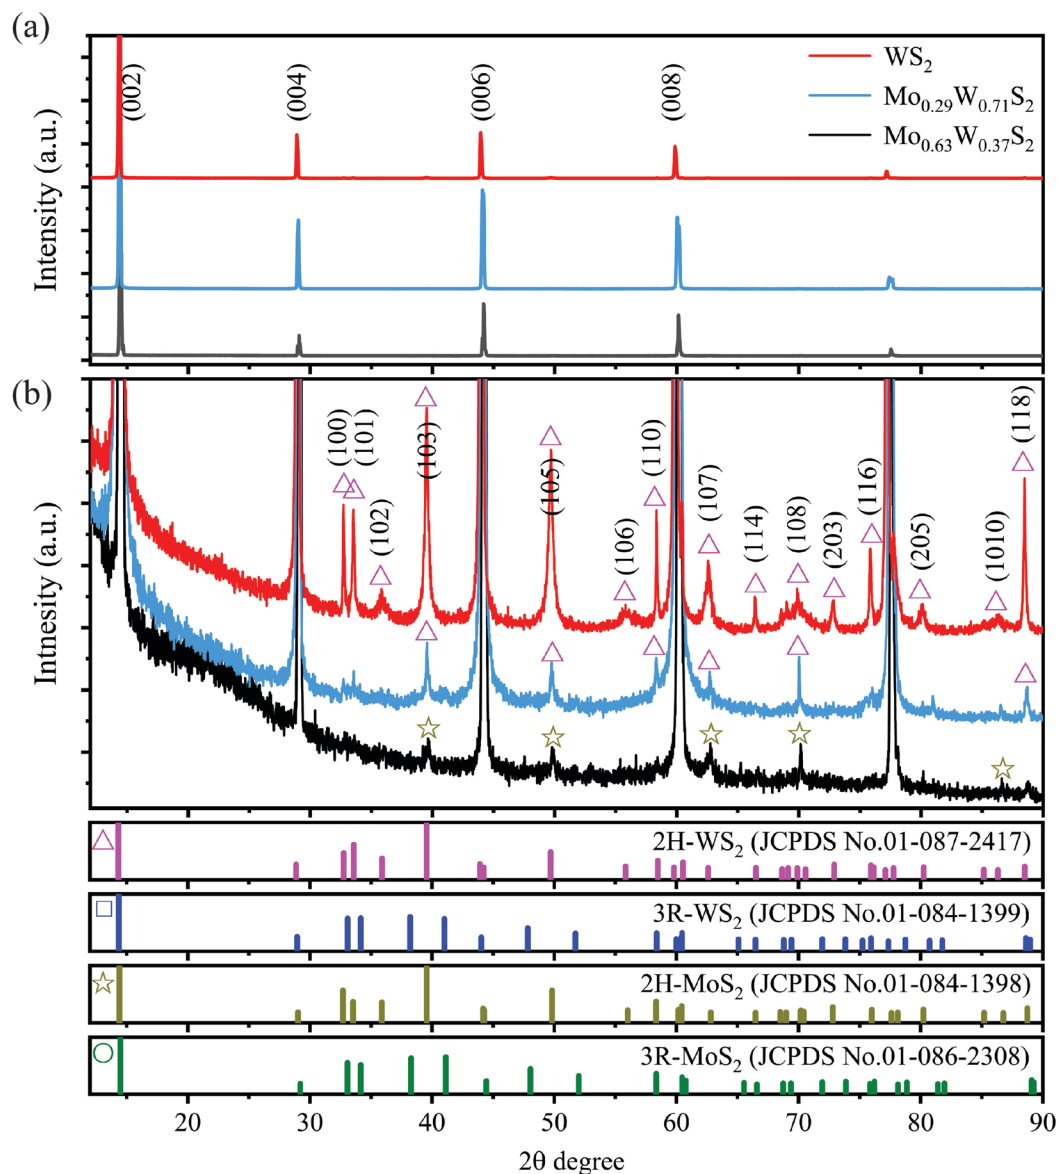 (a)
(002)
(004)
(006)
(008)
WS₂
Mo₀.₂₉W₀.₇₁S₂
Mo₀.₆₃W₀.₃₇S₂
Intensity (a.u.)
(b)
(100)
(101)
(102)
(103)
(105)
(106)
(110)
(107)
(114)
(108)
(203)
(116)
(205)
(1010)
(118)
Intnesity (a.u.)
2H-WS₂ (JCPDS No.01-087-2417)
3R-WS₂ (JCPDS No.01-084-1399)
2H-MoS₂ (JCPDS No.01-084-1398)
3R-MoS₂ (JCPDS No.01-086-2308)
20 30 40 50 60 70 80 90
2θ degree